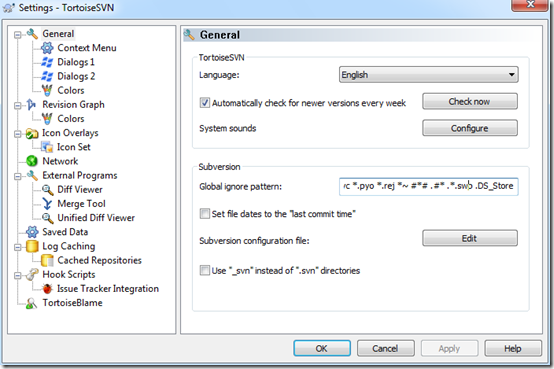 Settings - TortoiseSVN
General
Context Menu
Dialogs 1
Dialogs 2
Colors
Revision Graph
Colors
Icon Overlays
Icon Set
Network
External Programs
Diff Viewer
Merge Tool
Unified Diff Viewer
Saved Data
Log Caching
Cached Repositories
Hook Scripts
Issue Tracker Integration
TortoiseBlame
General
TortoiseSVN
Language: English
Automatically check for newer versions every week Check now
System sounds Configure
Subversion
Global ignore pattern: *.pyo *.rej *~ #*# .#* .*.swp .DS_Store
Set file dates to the "last commit time"
Subversion configuration file: Edit
Use "_svn" instead of ".svn" directories
OK Cancel Apply Help